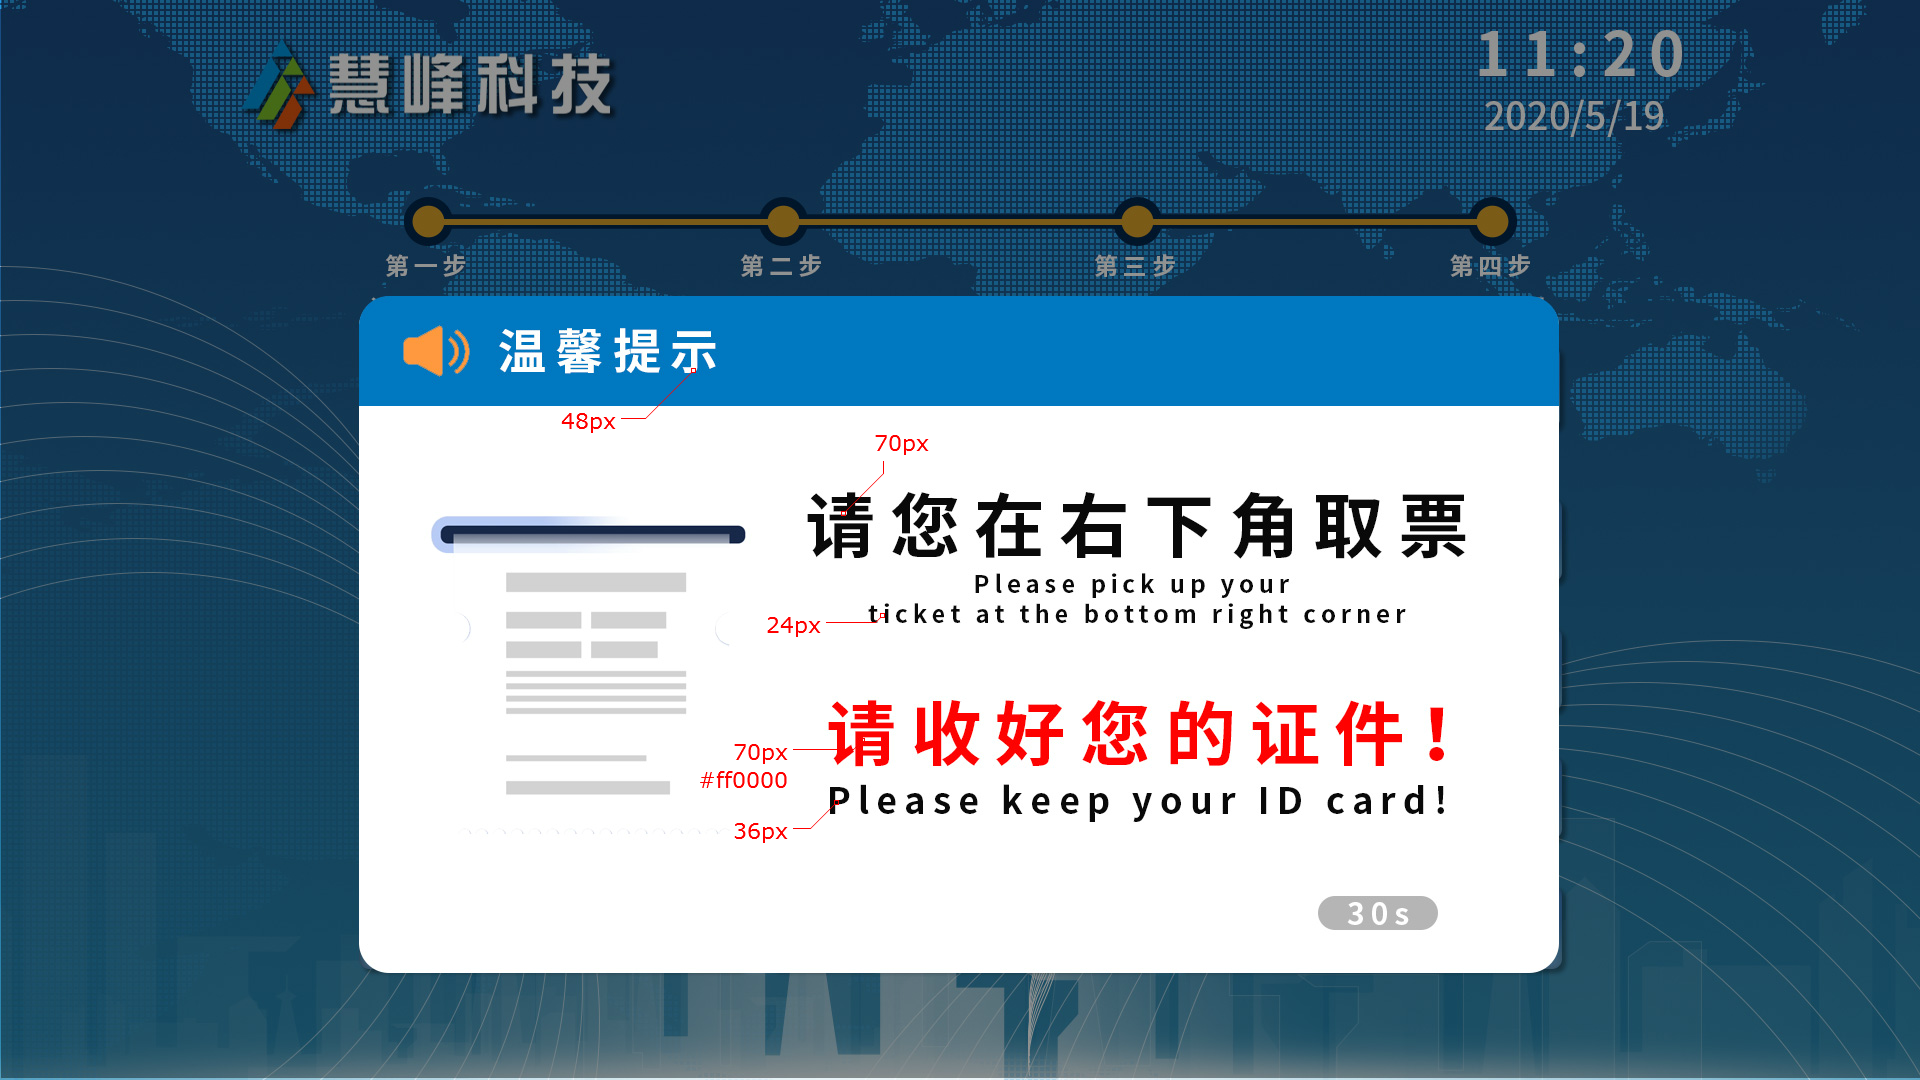 慧峰科技
11:20
2020/5/19
第一步
第二步
第三步
第四步
温馨提示
48px
70px
请您在右下角取票
Please pick up your
24px
ticket at the bottom right corner
请收好您的证件！
70px
#ff0000
Please keep your ID card!
36px
30s